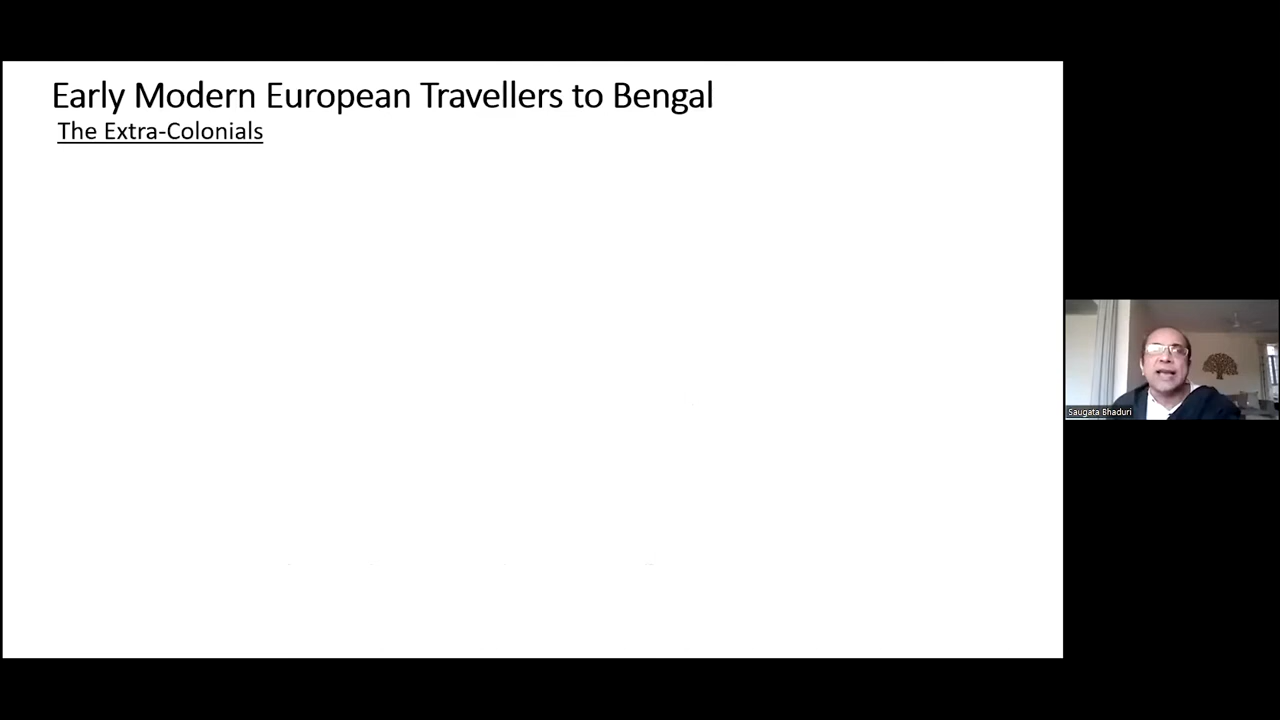 Early Modern European Travellers to Bengal
The Extra-Colonials
Saugata Bhaduri